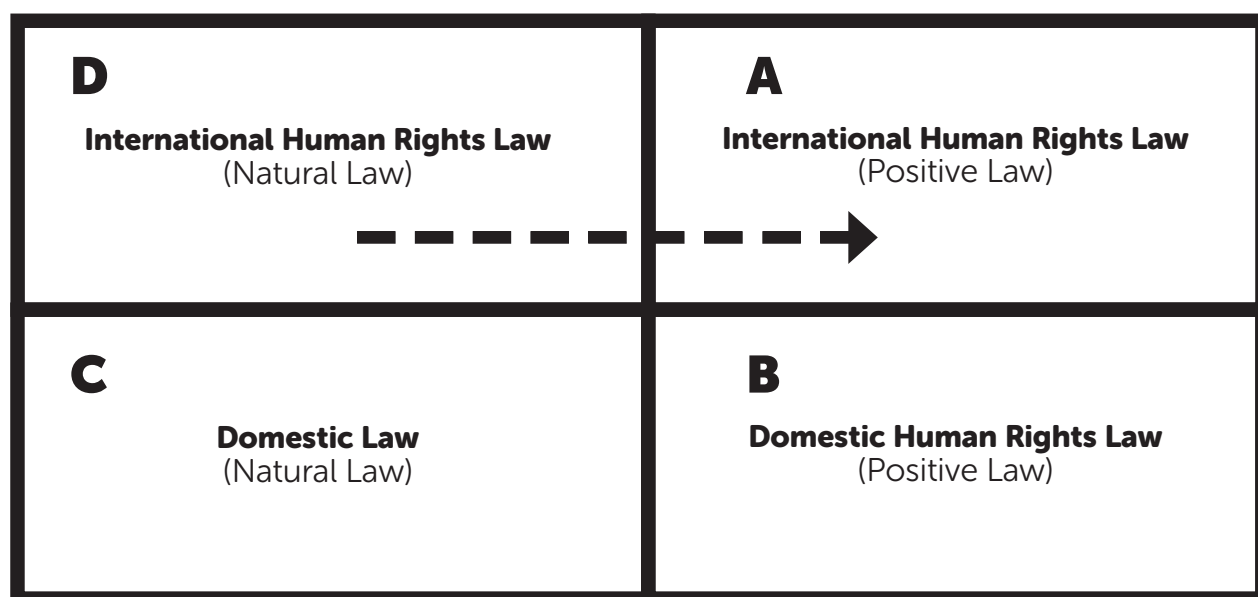 D
International Human Rights Law
(Natural Law)
A
International Human Rights Law
(Positive Law)
C
Domestic Law
(Natural Law)
B
Domestic Human Rights Law
(Positive Law)